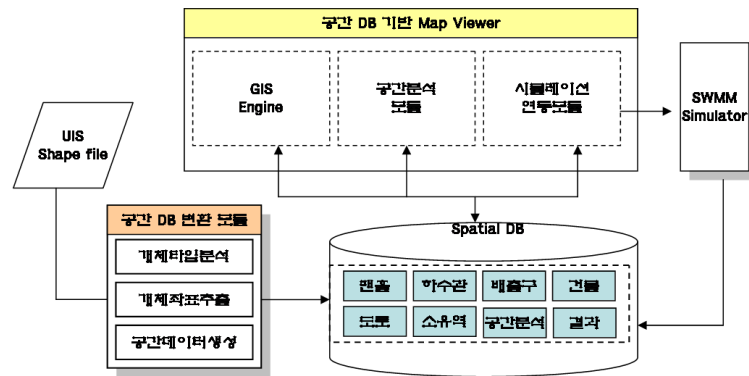 공간 DB 기반 Map Viewer
GIS
Engine
공간분석
모듈
시뮬레이션
연동모듈
SWMM
Simulator
UIS
Shape file
공간 DB 변환 모듈
개체타입분석
개체좌표추출
공간데이터생성
Spatial DB
맨홀
하수관
배출구
건물
도로
소유역
공간분석
결과